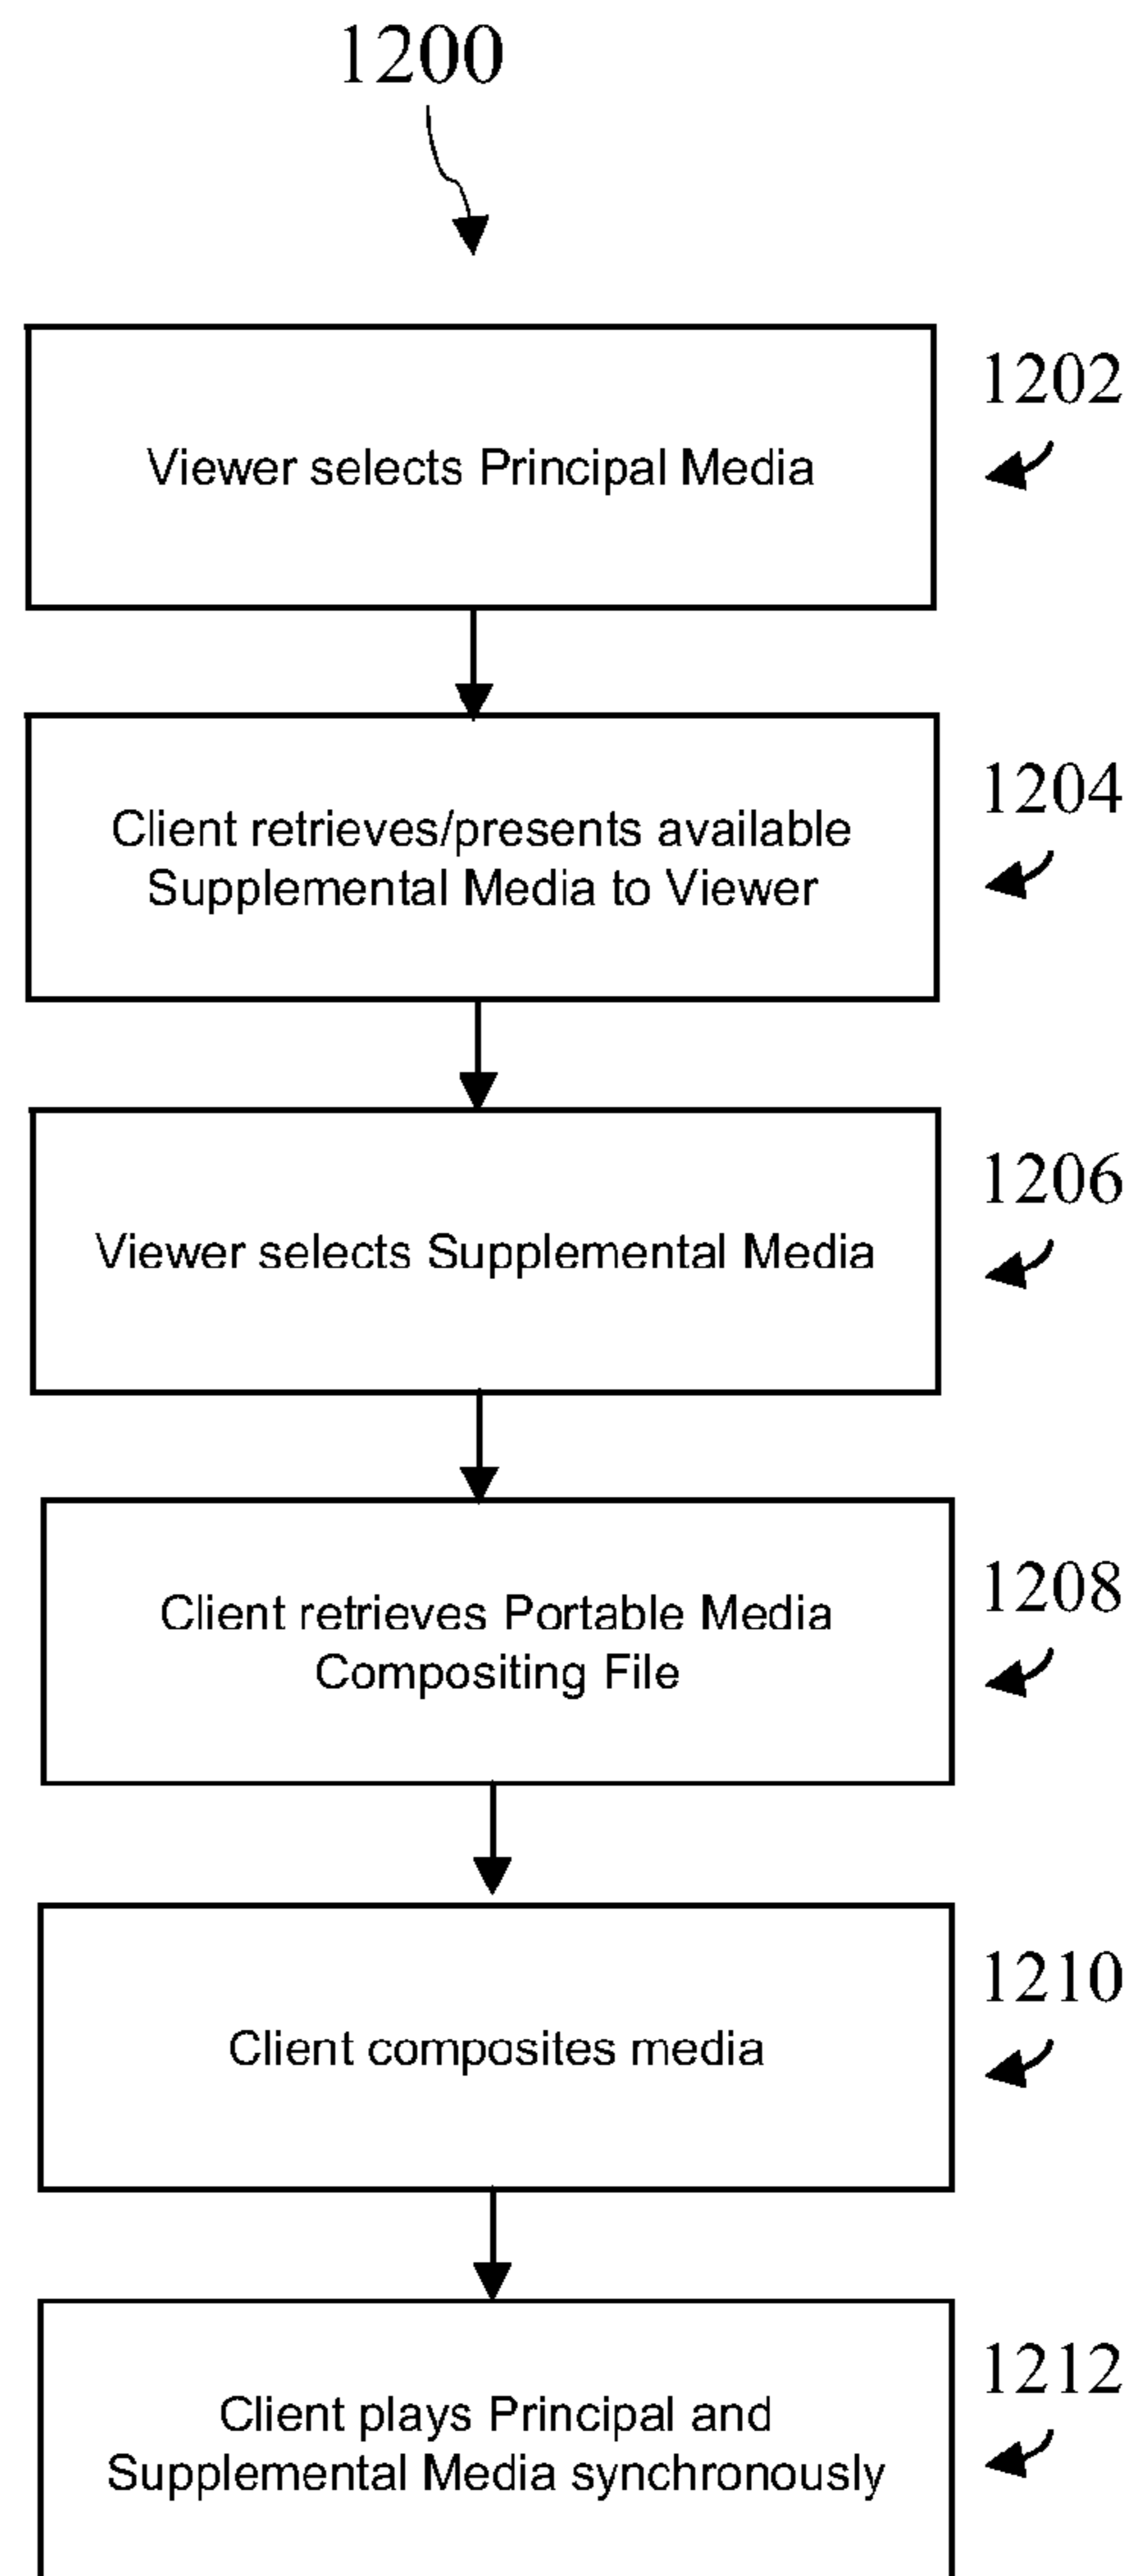 1200
Viewer selects Principal Media
1202
Client retrieves/presents available
Supplemental Media to Viewer
1204
Viewer selects Supplemental Media
1206
Client retrieves Portable Media
Compositing File
1208
Client composites media
1210
Client plays Principal and
Supplemental Media synchronously
1212